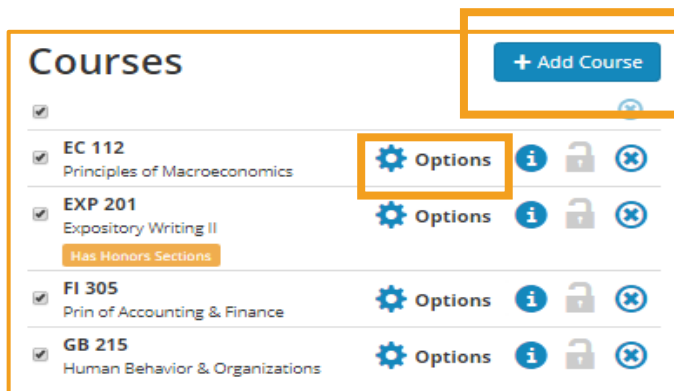 Courses
+ Add Course
EC 112
Principles of Macroeconomics
Options
EXP 201
Expository Writing II
Has Honors Sections
Options
FI 305
Prin of Accounting & Finance
Options
GB 215
Human Behavior & Organizations
Options